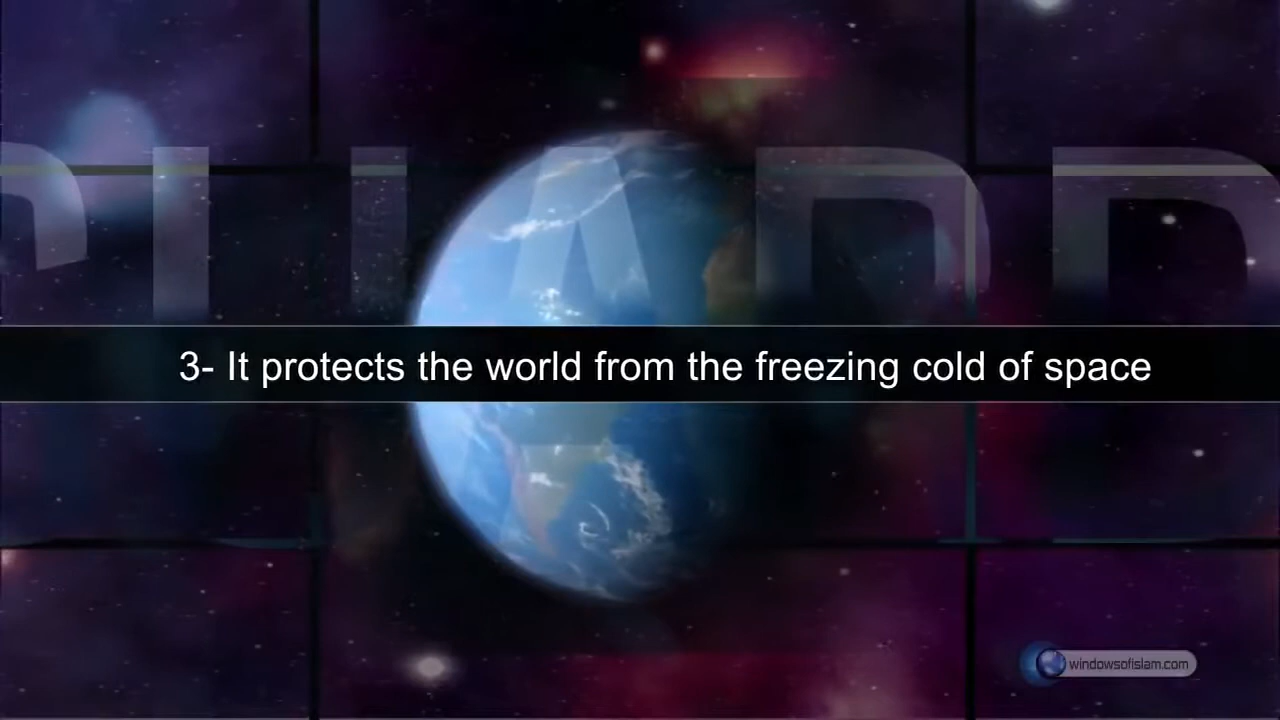 3- It protects the world from the freezing cold of space
windowsofislam.com